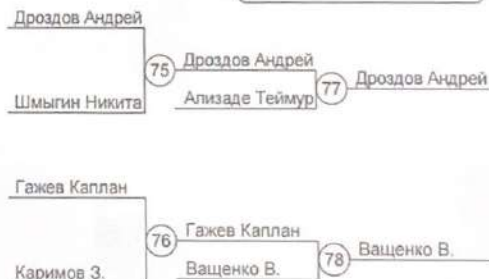 Дроздов Андрей
75
Дроздов Андрей
Шмыгин Никита
Ализаде Теймур
77
Дроздов Андрей
Гажев Каплан
76
Гажев Каплан
Каримов З.
Ващенко В.
78
Ващенко В.